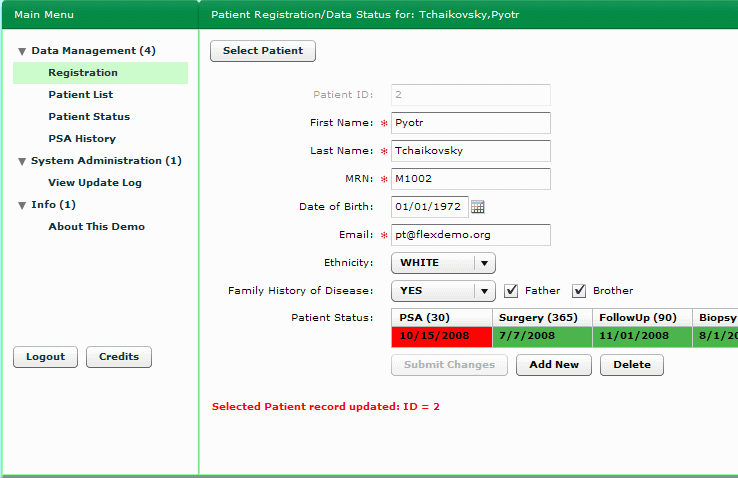 Main Menu
Patient Registration/Data Status for: Tchaikovsky,Pyotr
Data Management (4)
Registration
Patient List
Patient Status
PSA History
System Administration (1)
View Update Log
Info (1)
About This Demo
Logout
Credits
Select Patient
Patient ID: 2
First Name: * Pyotr
Last Name: * Tchaikovsky
MRN: * M1002
Date of Birth: 01/01/1972
Email: * pt@flexdemo.org
Ethnicity: WHITE
Family History of Disease: YES Father Brother
Patient Status: PSA (30) Surgery (365) FollowUp (90) Biopsy
10/15/2008 7/7/2008 11/01/2008 8/1/20
Submit Changes Add New Delete
Selected Patient record updated: ID = 2